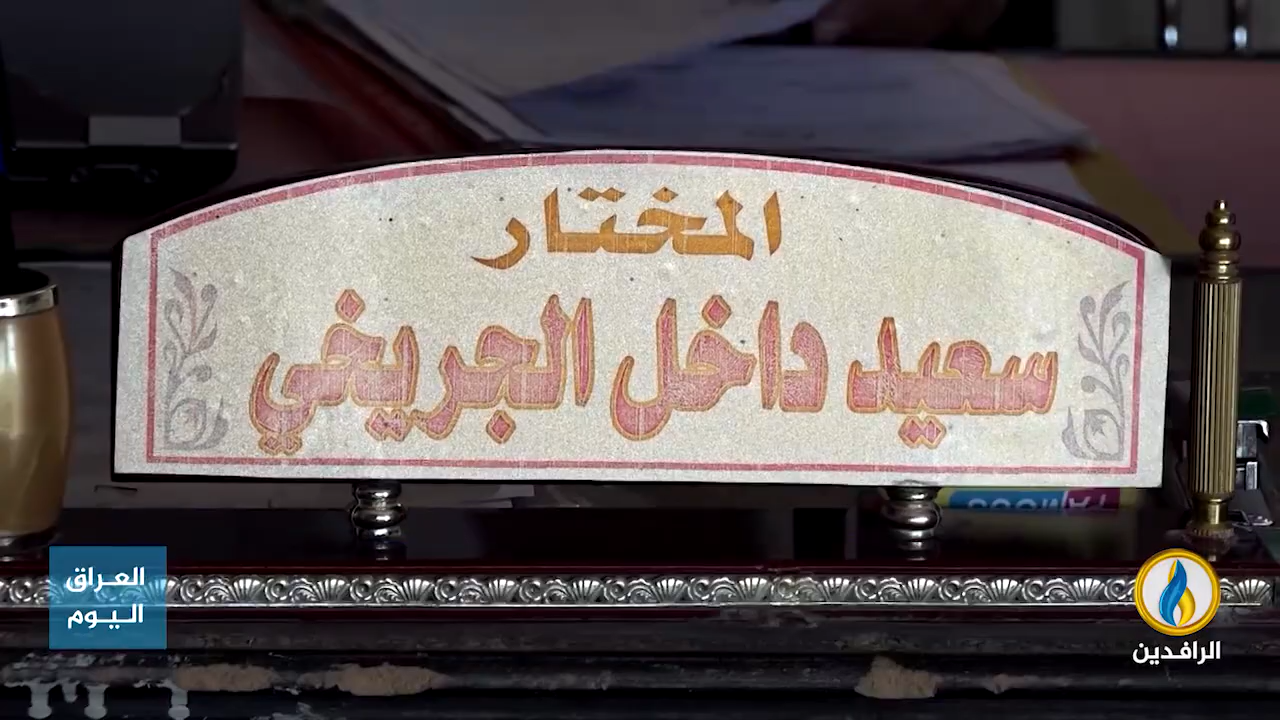 المختار
سعيد داخل الجريخي
العراق
اليوم
الرافدين